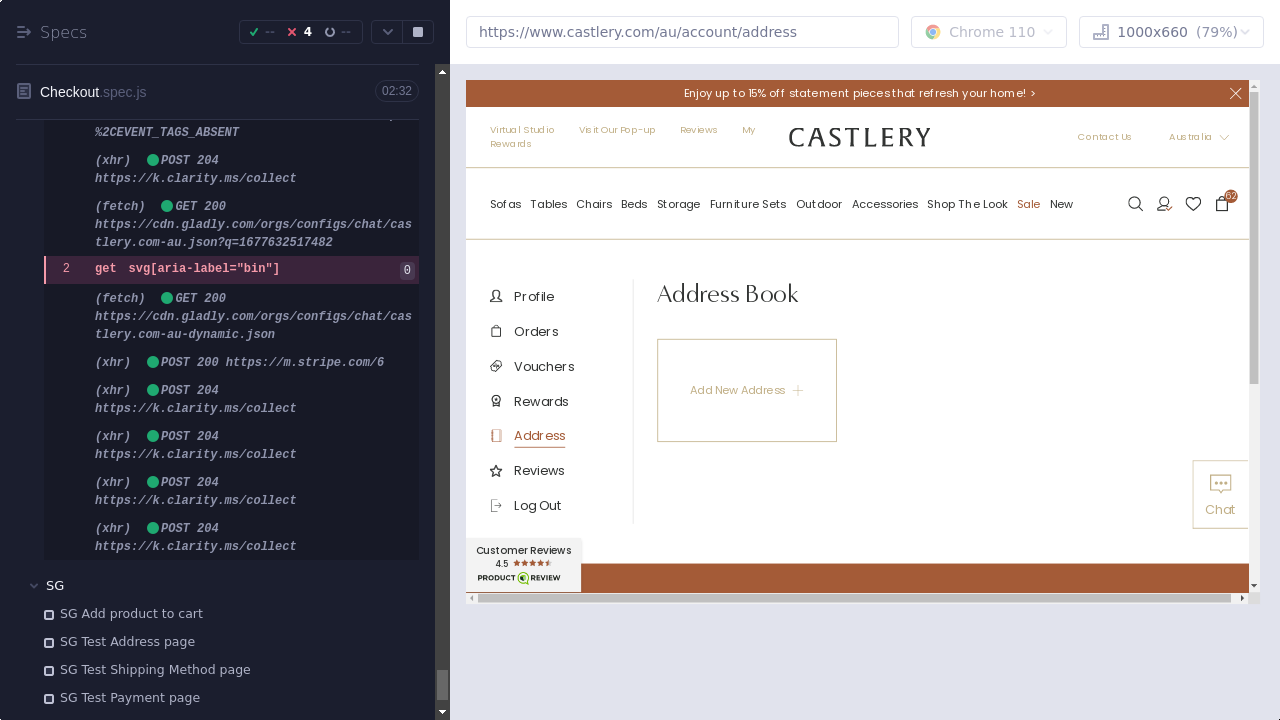 Specs
--
4
--
https://www.castlery.com/au/account/address
Chrome 110
1000x660 (79%)
Checkout.spec.js
02:32
%2CEVENT_TAGS_ABSENT
(xhr) POST 204
https://k.clarity.ms/collect
(fetch) GET 200
https://cdn.gladly.com/orgs/configs/chat/cas
tlery.com-au.json?q=1677632517482
2 get svg[aria-label="bin"] 0
(fetch) GET 200
https://cdn.gladly.com/orgs/configs/chat/cas
tlery.com-au-dynamic.json
(xhr) POST 200 https://m.stripe.com/6
(xhr) POST 204
https://k.clarity.ms/collect
(xhr) POST 204
https://k.clarity.ms/collect
(xhr) POST 204
https://k.clarity.ms/collect
(xhr) POST 204
https://k.clarity.ms/collect
SG
SG Add product to cart
SG Test Address page
SG Test Shipping Method page
SG Test Payment page
Enjoy up to 15% off statement pieces that refresh your home! >
Virtual Studio Visit Our Pop-up Reviews My
Rewards
CASTLERY
Contact Us
Australia
Sofas Tables Chairs Beds Storage Furniture Sets Outdoor Accessories Shop The Look Sale New
62
Profile
Orders
Vouchers
Rewards
Address
Reviews
Log Out
Address Book
Add New Address
Chat
Customer Reviews
4.5
PRODUCT REVIEW